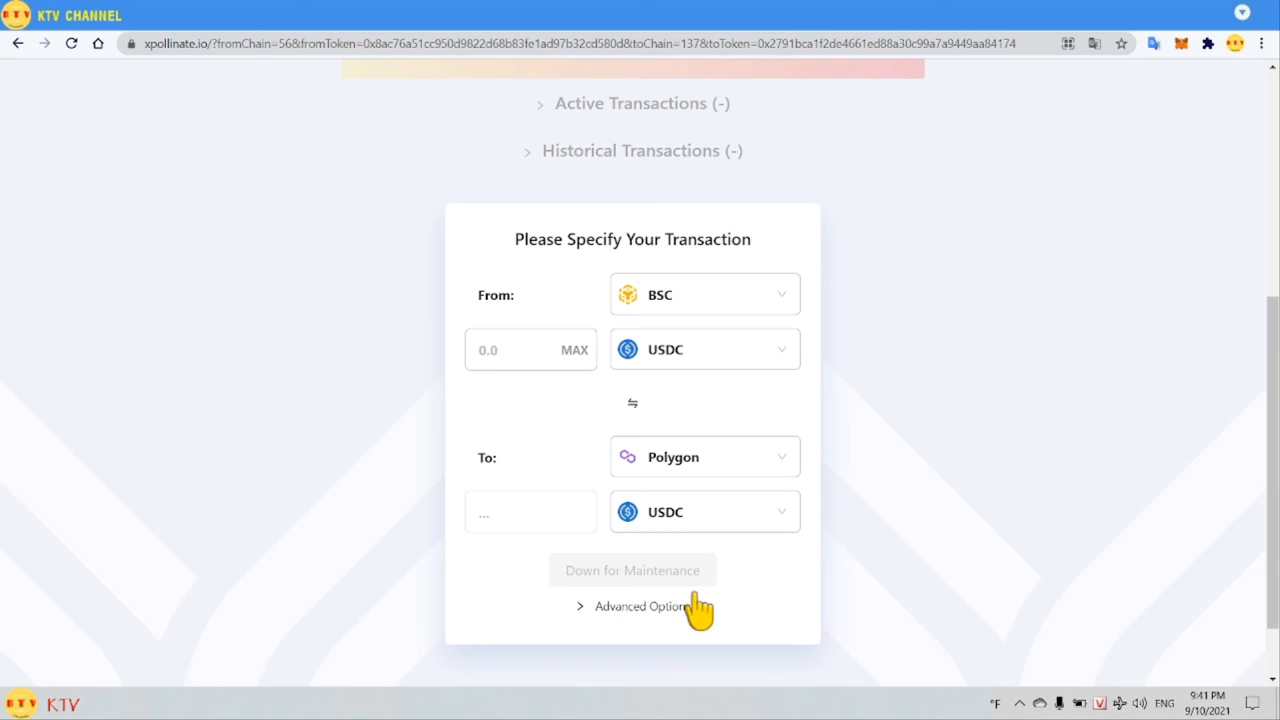 KTV CHANNEL
xpollinate.io/?fromChain=56&fromToken=0x8ac76a51cc950d9822d68b83fe1ad97b32cd580d&toChain=137&toToken=0x2791bca1f2de4661ed88a30c99a7a9449aa84174
Active Transactions (-)
Historical Transactions (-)
Please Specify Your Transaction
From:
BSC
0.0
MAX
USDC
To:
Polygon
...
USDC
Down for Maintenance
Advanced Option
KTV
°F
ENG
9:41 PM
9/10/2021